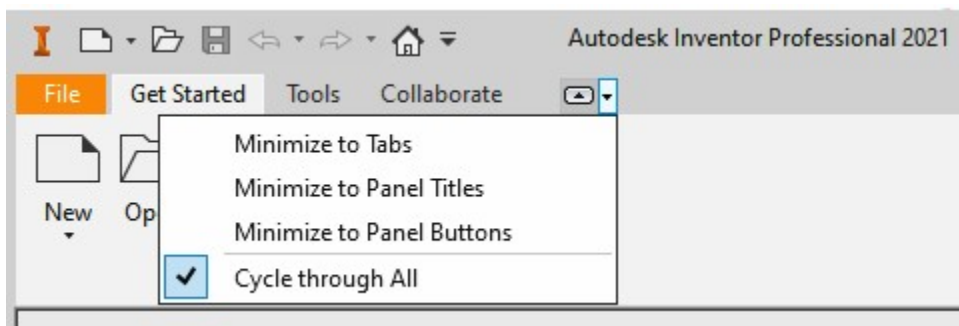 Autodesk Inventor Professional 2021
File Get Started Tools Collaborate
Minimize to Tabs
Minimize to Panel Titles
New Op Minimize to Panel Buttons
Cycle through All